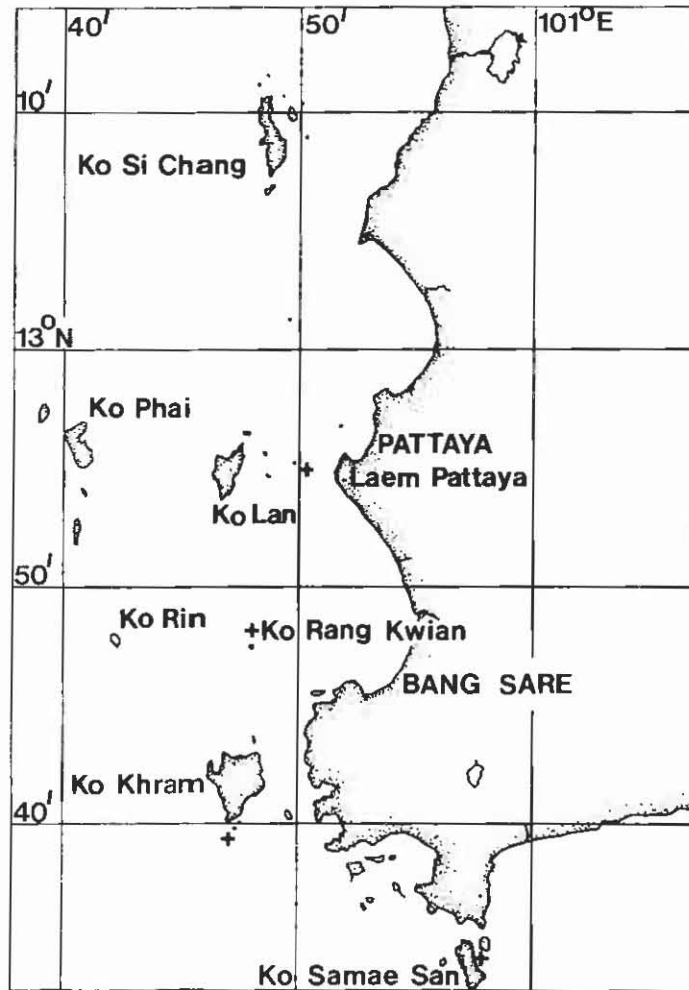 40′ 50′ 101°E
10′
Ko Si Chang
13°N
Ko Phai
PATTAYA
Laem Pattaya
Ko Lan
50′
Ko Rin
Ko Rang Kwian
BANG SARE
Ko Khram
40′
Ko Samae San